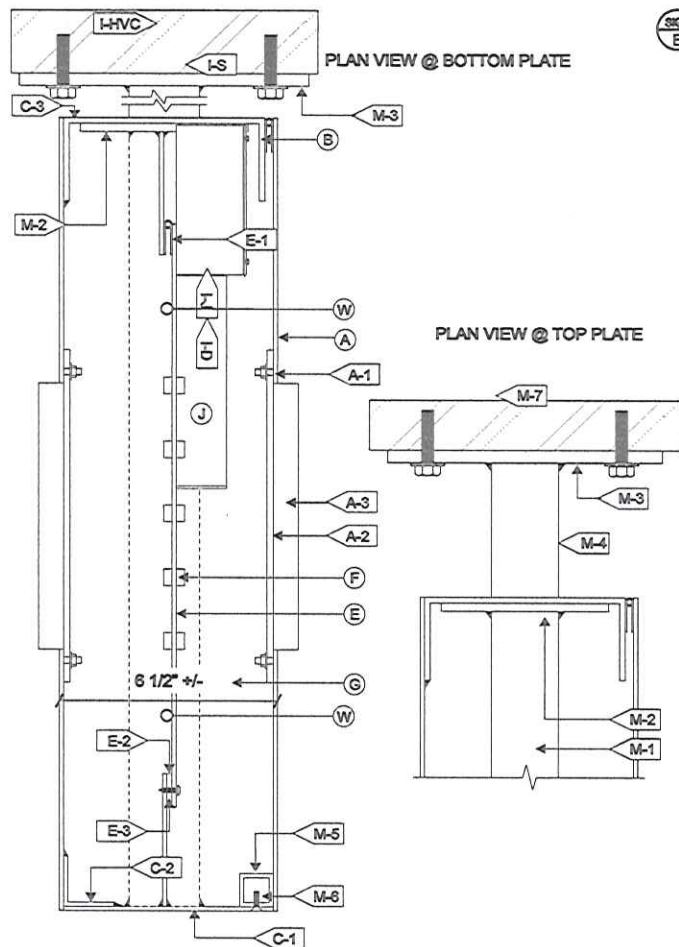 I-HVC
I-S
PLAN VIEW @ BOTTOM PLATE
C-3
M-3
B
M-2
E-1
W
I-D
A
PLAN VIEW @ TOP PLATE
A-1
M-7
J
M-3
A-3
A-2
M-4
F
E
6 1/2" +/-
G
M-2
W
M-1
E-2
E-3
M-5
C-2
M-6
C-1